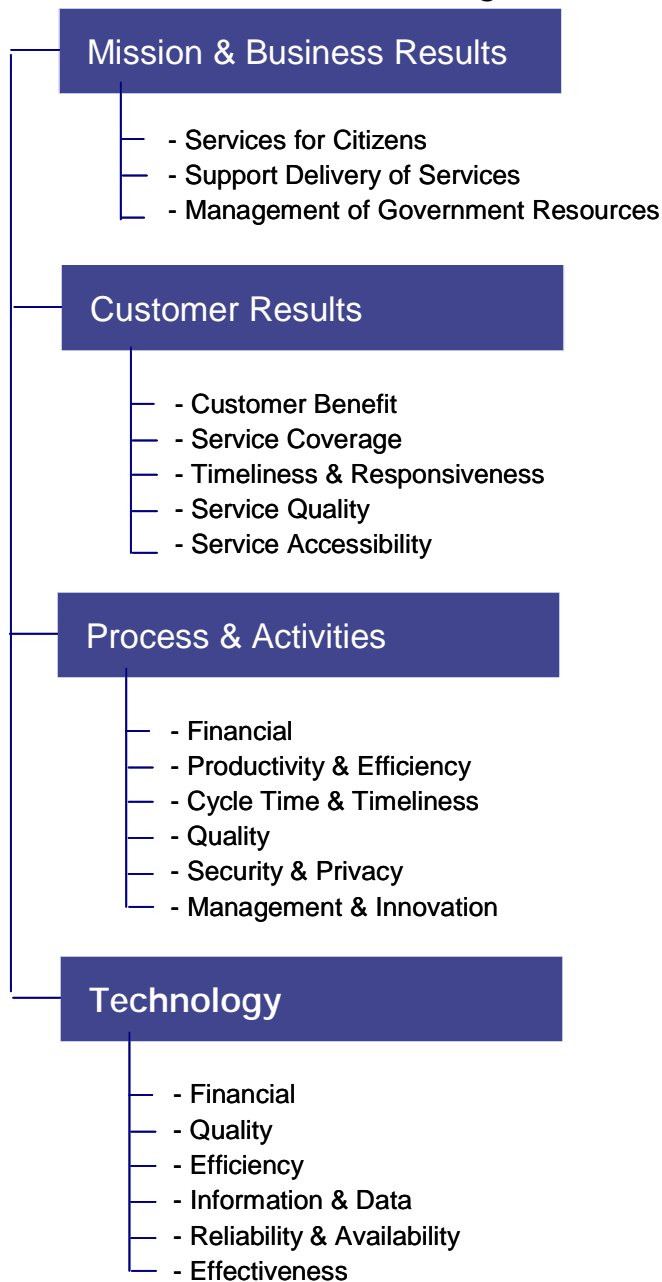 Mission & Business Results
- Services for Citizens
- Support Delivery of Services
- Management of Government Resources
Customer Results
- Customer Benefit
- Service Coverage
- Timeliness & Responsiveness
- Service Quality
- Service Accessibility
Process & Activities
- Financial
- Productivity & Efficiency
- Cycle Time & Timeliness
- Quality
- Security & Privacy
- Management & Innovation
Technology
- Financial
- Quality
- Efficiency
- Information & Data
- Reliability & Availability
- Effectiveness